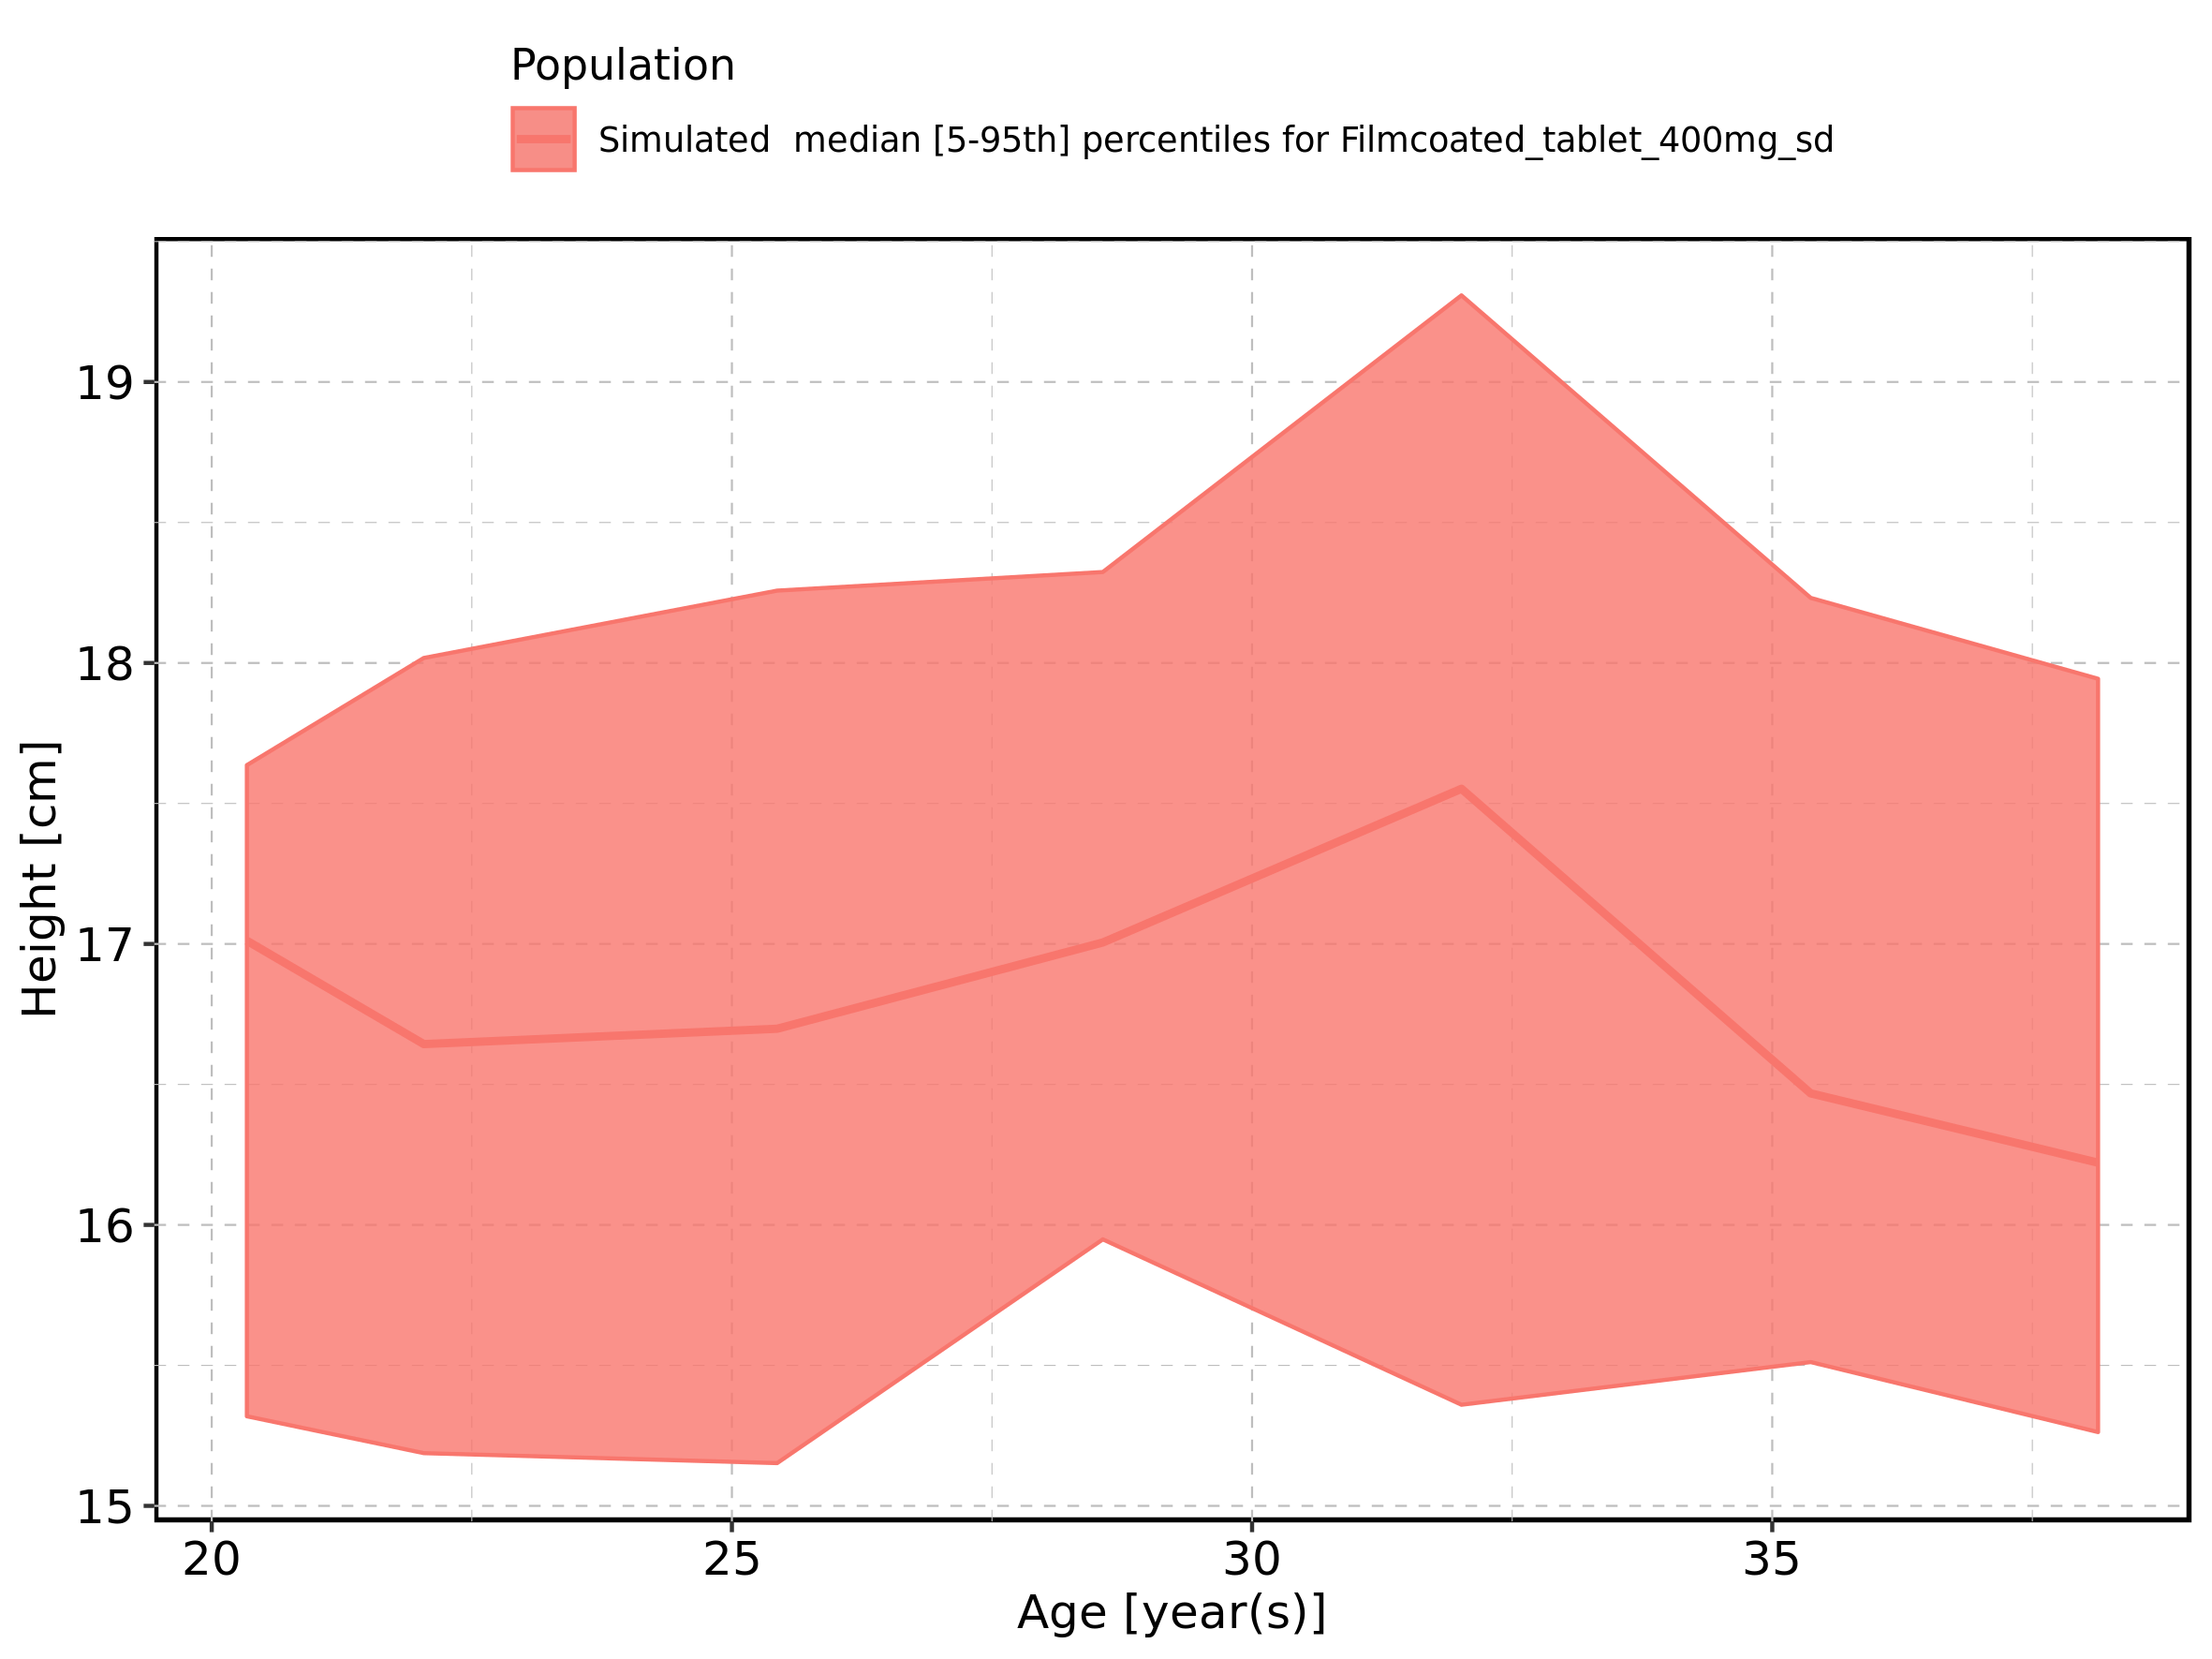 Population
Simulated  median [5-95th] percentiles for Filmcoated_tablet_400mg_sd
19
18
17
16
15
Height [cm]
20 25 30 35
Age [year(s)]